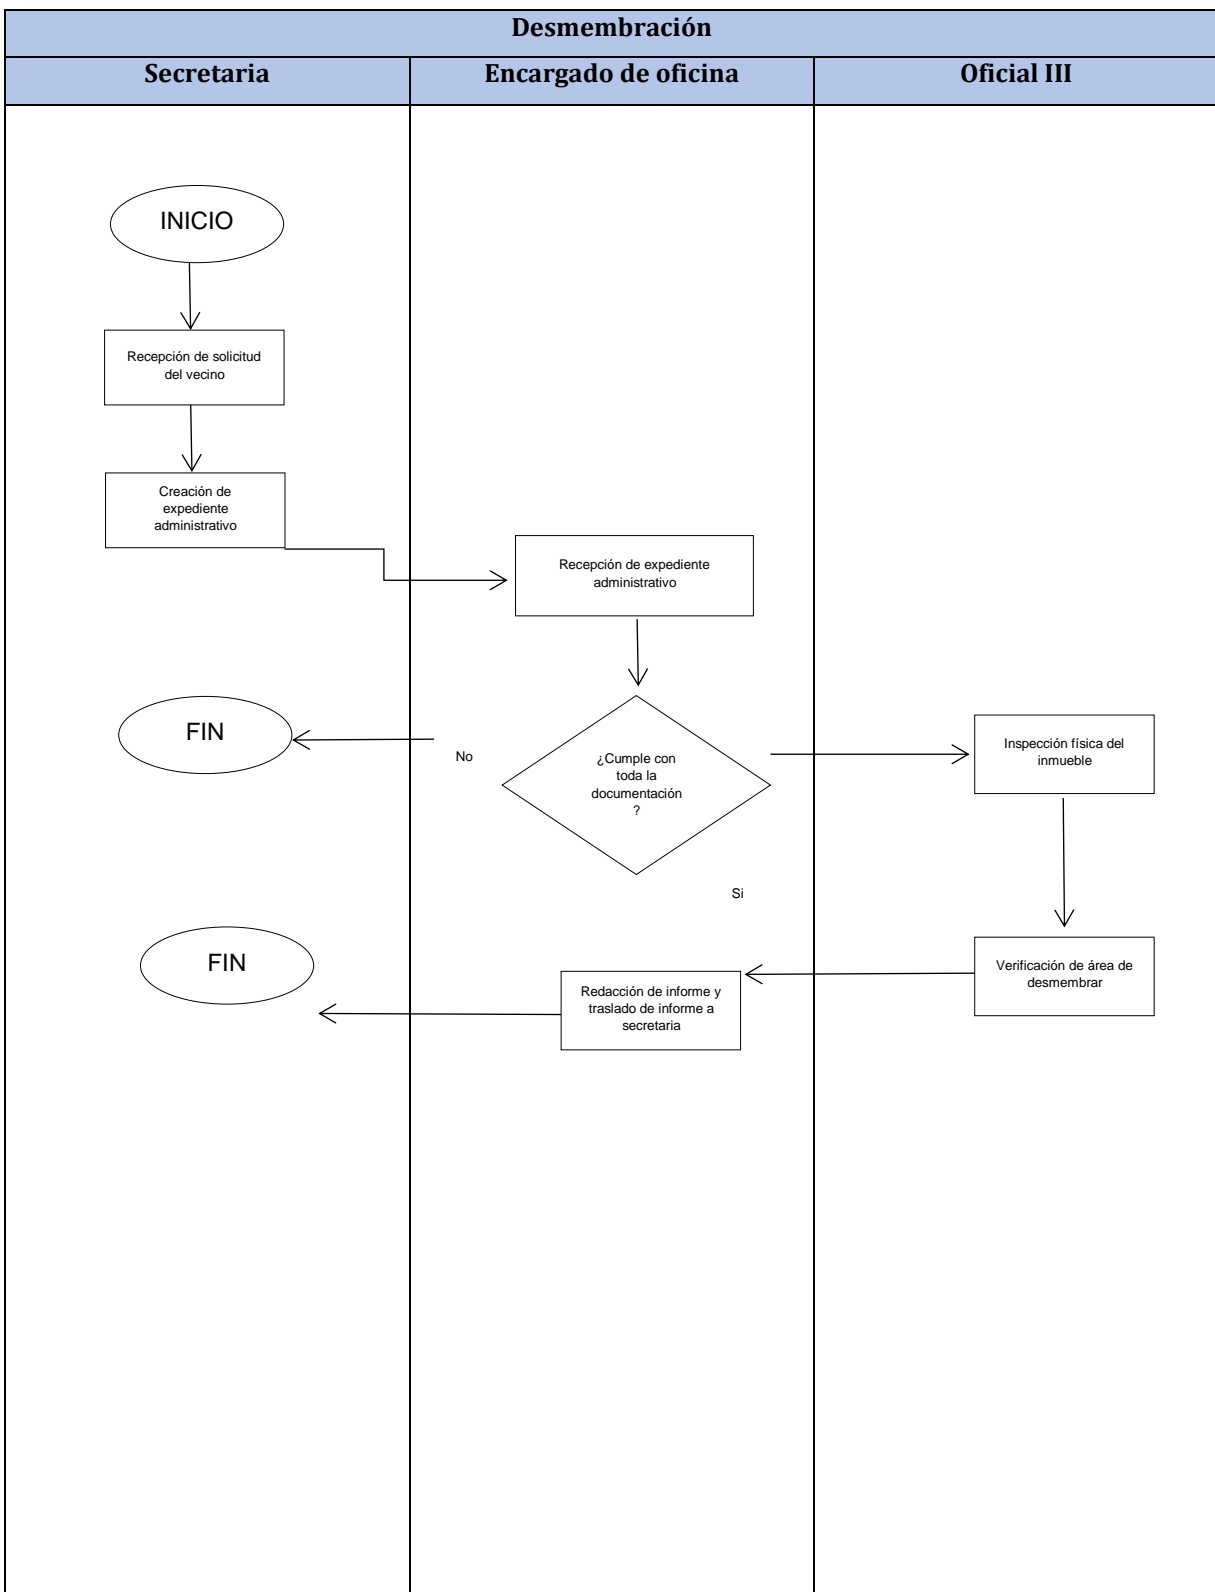 Desmembración
Secretaria
Encargado de oficina
Oficial III
INICIO
Recepción de solicitud
del vecino
Creación de
expediente
administrativo
Recepción de expediente
administrativo
FIN
No
¿Cumple con
toda la
documentación
?
Si
Inspección física del
inmueble
Verificación de área de
desmembrar
Redacción de informe y
traslado de informe a
secretaria
FIN